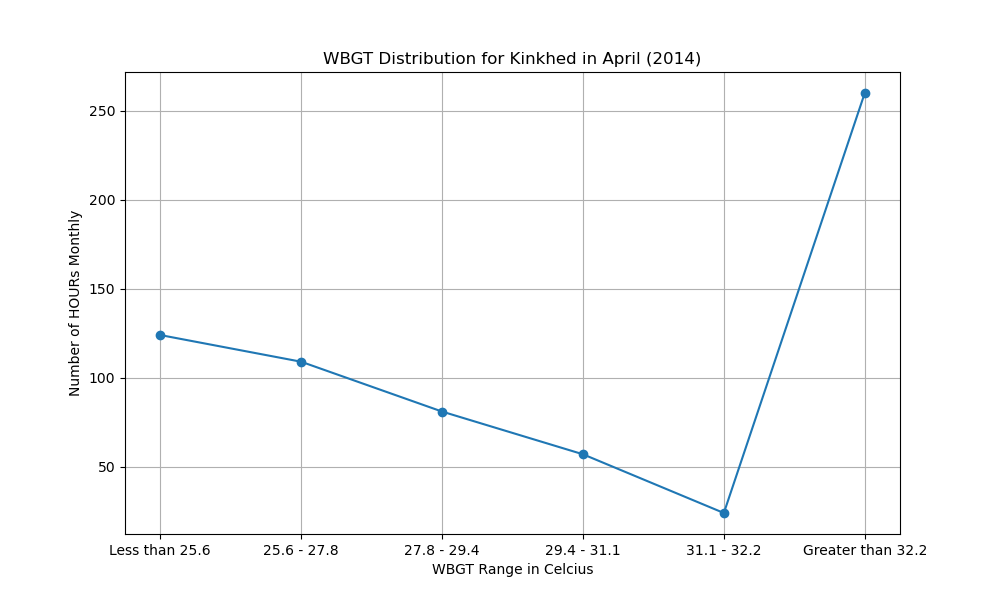 WBGT Distribution for Kinkhed in April (2014)
Number of HOURs Monthly
250
200
150
100
50
Less than 25.6
25.6 - 27.8
27.8 - 29.4
29.4 - 31.1
31.1 - 32.2
Greater than 32.2
WBGT Range in Celcius